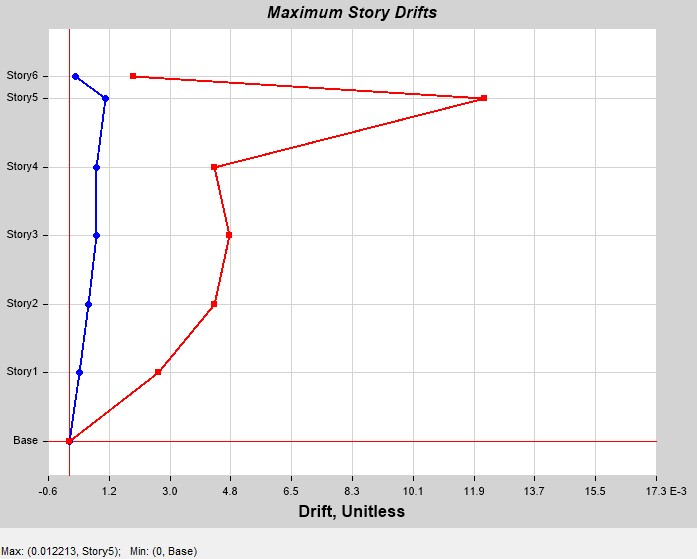 Maximum Story Drifts
Story6
Story5
Story4
Story3
Story2
Story1
Base
-0.6 1.2 3.0 4.8 6.5 8.3 10.1 11.9 13.7 15.5 17.3 E-3
Drift, Unitless
Max: (0.012213, Story5); Min: (0, Base)